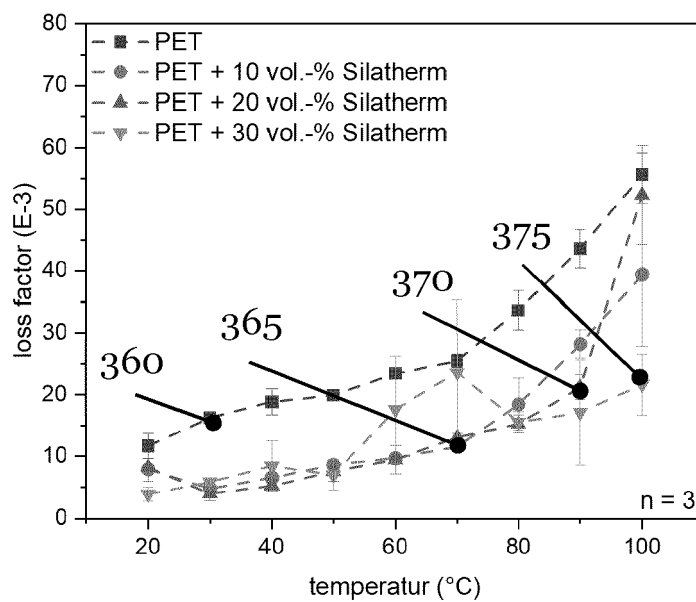 80
PET
PET + 10 vol.-% Silatherm
70
PET + 20 vol.-% Silatherm
PET + 30 vol.-% Silatherm
60
50
375
40
370
365
30
360
20
10
0
n = 3
20
40
60
80
100
loss factor (E-3)
temperatur (°C)